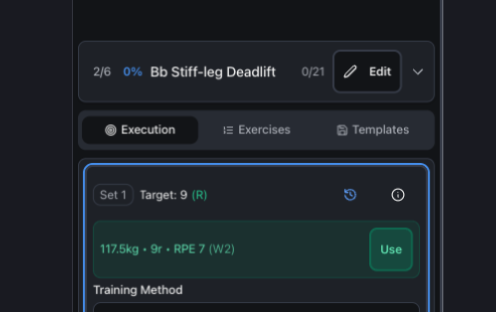 2/6 0% Bb Stiff-leg Deadlift 0/21 Edit
Execution Exercises Templates
Set 1 Target: 9 (R)
117.5kg • 9r • RPE 7 (W2) Use
Training Method